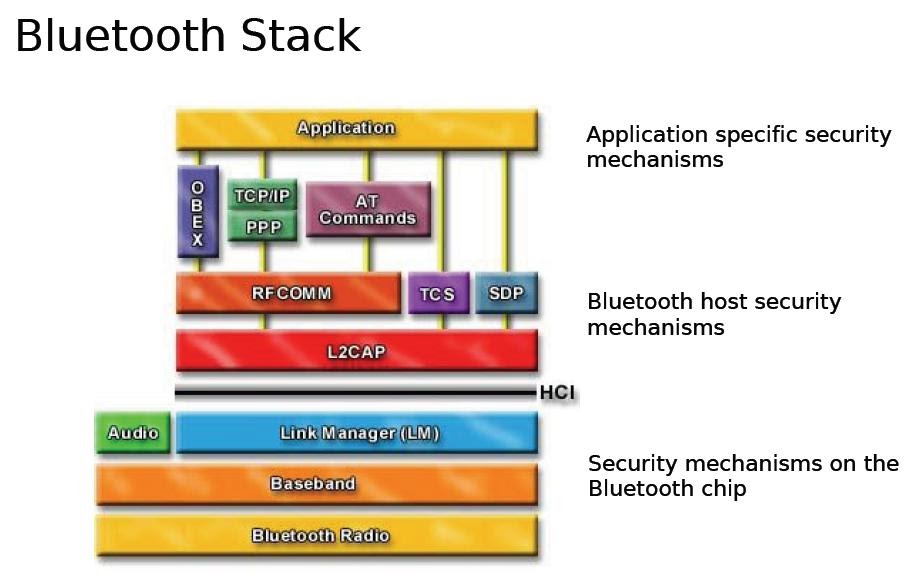 Bluetooth Stack
Application
Application specific security
mechanisms
OBEX
TCP/IP
PPP
AT
Commands
RFCOMM
TCS
SDP
Bluetooth host security
mechanisms
L2CAP
HCI
Audio
Link Manager (LM)
Baseband
Security mechanisms on the
Bluetooth chip
Bluetooth Radio